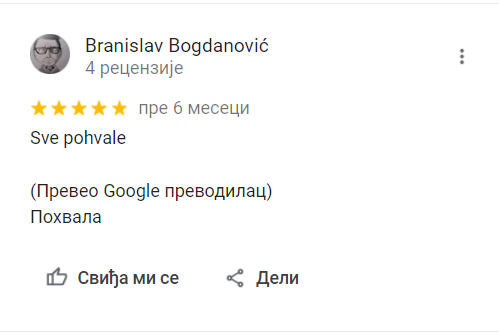 Branislav Bogdanović
4 рецензије
пре 6 месеци
Sve pohvale
(Превео Google преводилац)
Похвала
Свиђа ми се
Дели